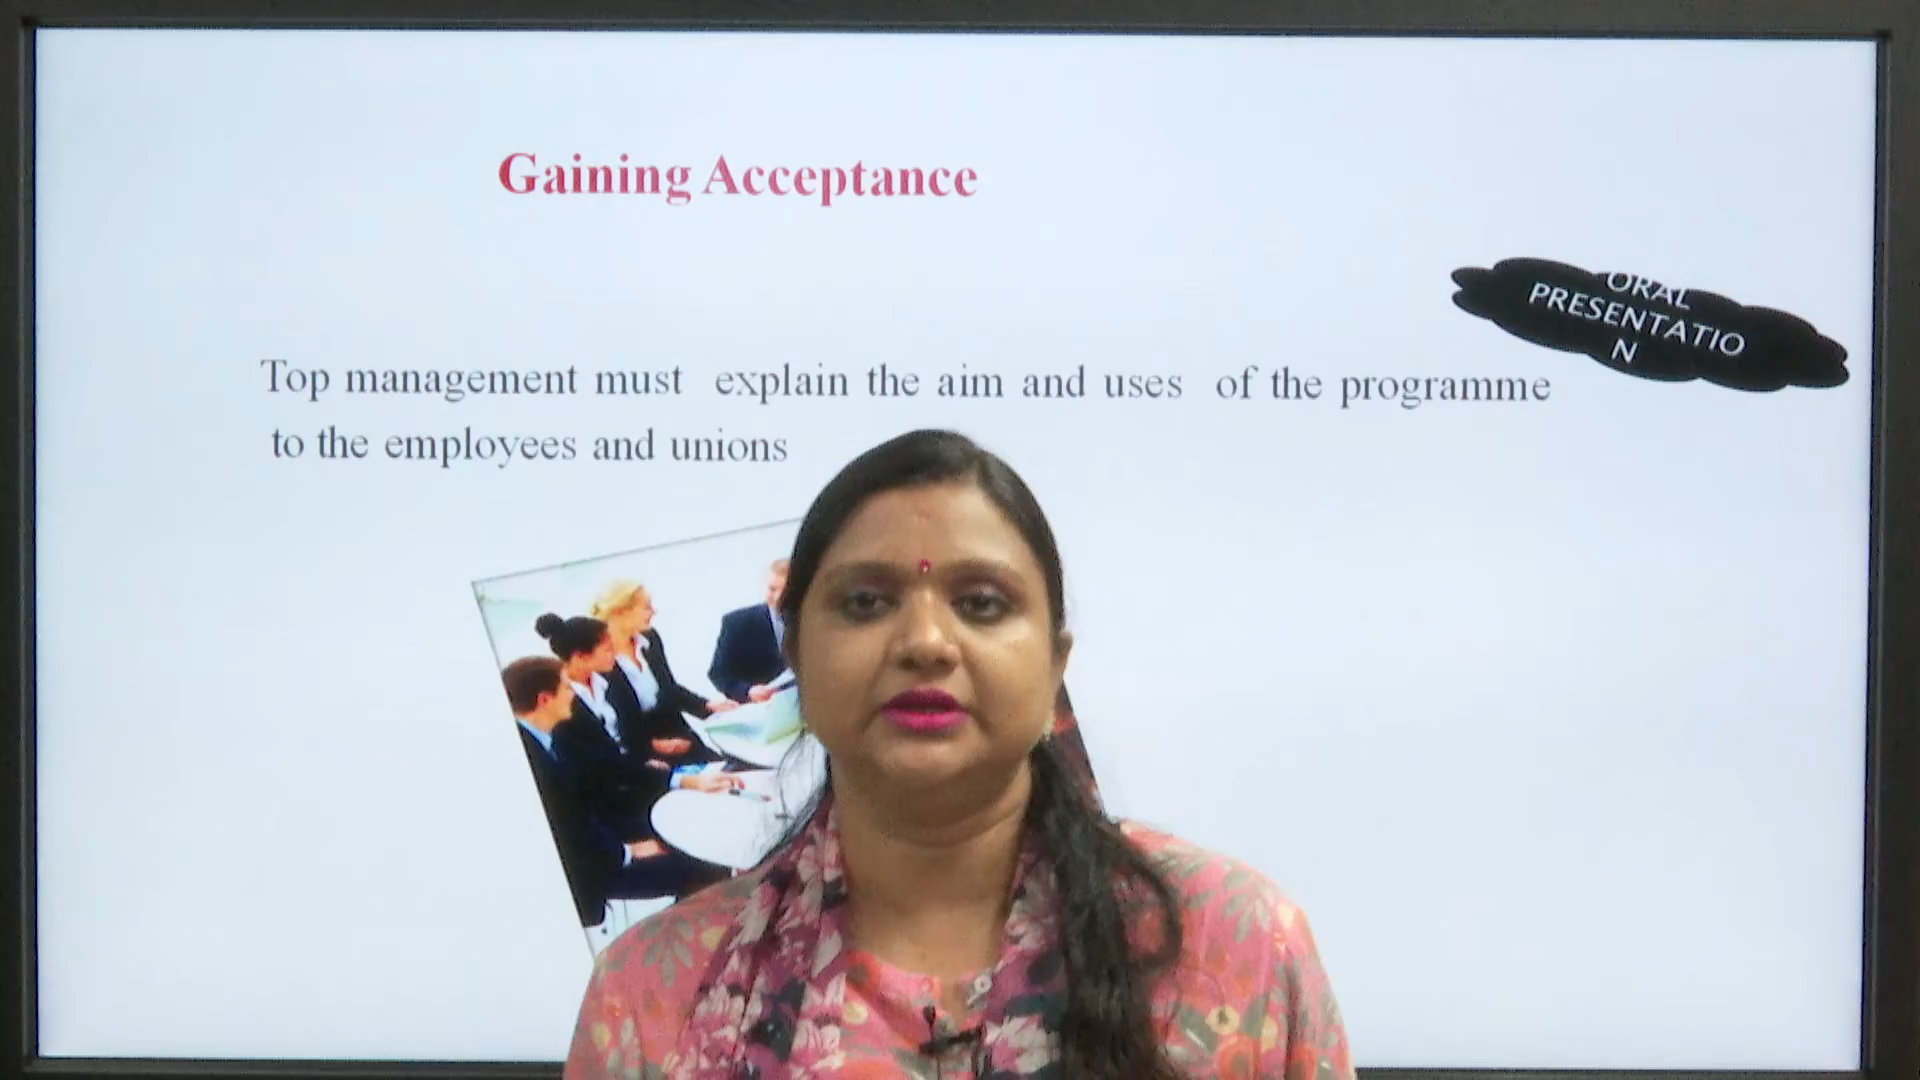 Gaining Acceptance
ORAL
PRESENTATIO
N
Top management must explain the aim and uses of the programme
to the employees and unions